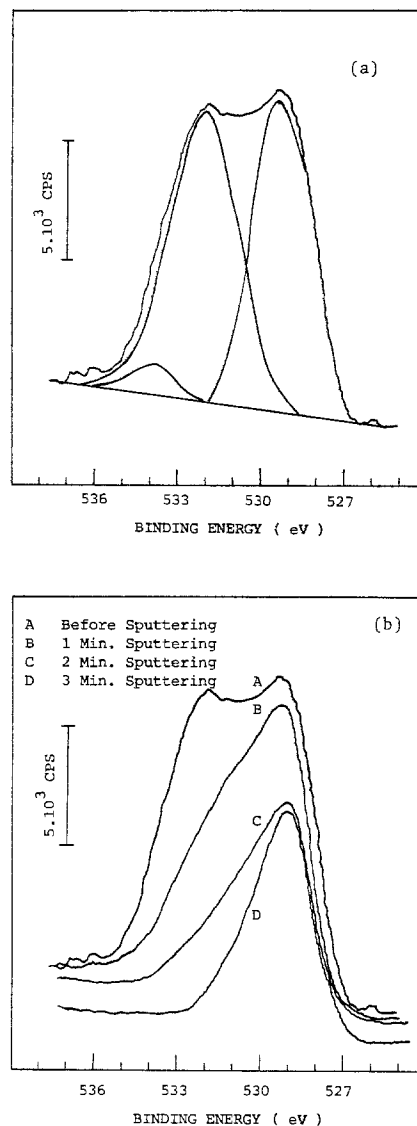 (a)
5.10³ CPS
536 533 530 527
BINDING ENERGY ( eV )
A Before Sputtering
B 1 Min. Sputtering
C 2 Min. Sputtering
D 3 Min. Sputtering
(b)
A
B
C
D
5.10³ CPS
536 533 530 527
BINDING ENERGY ( eV )